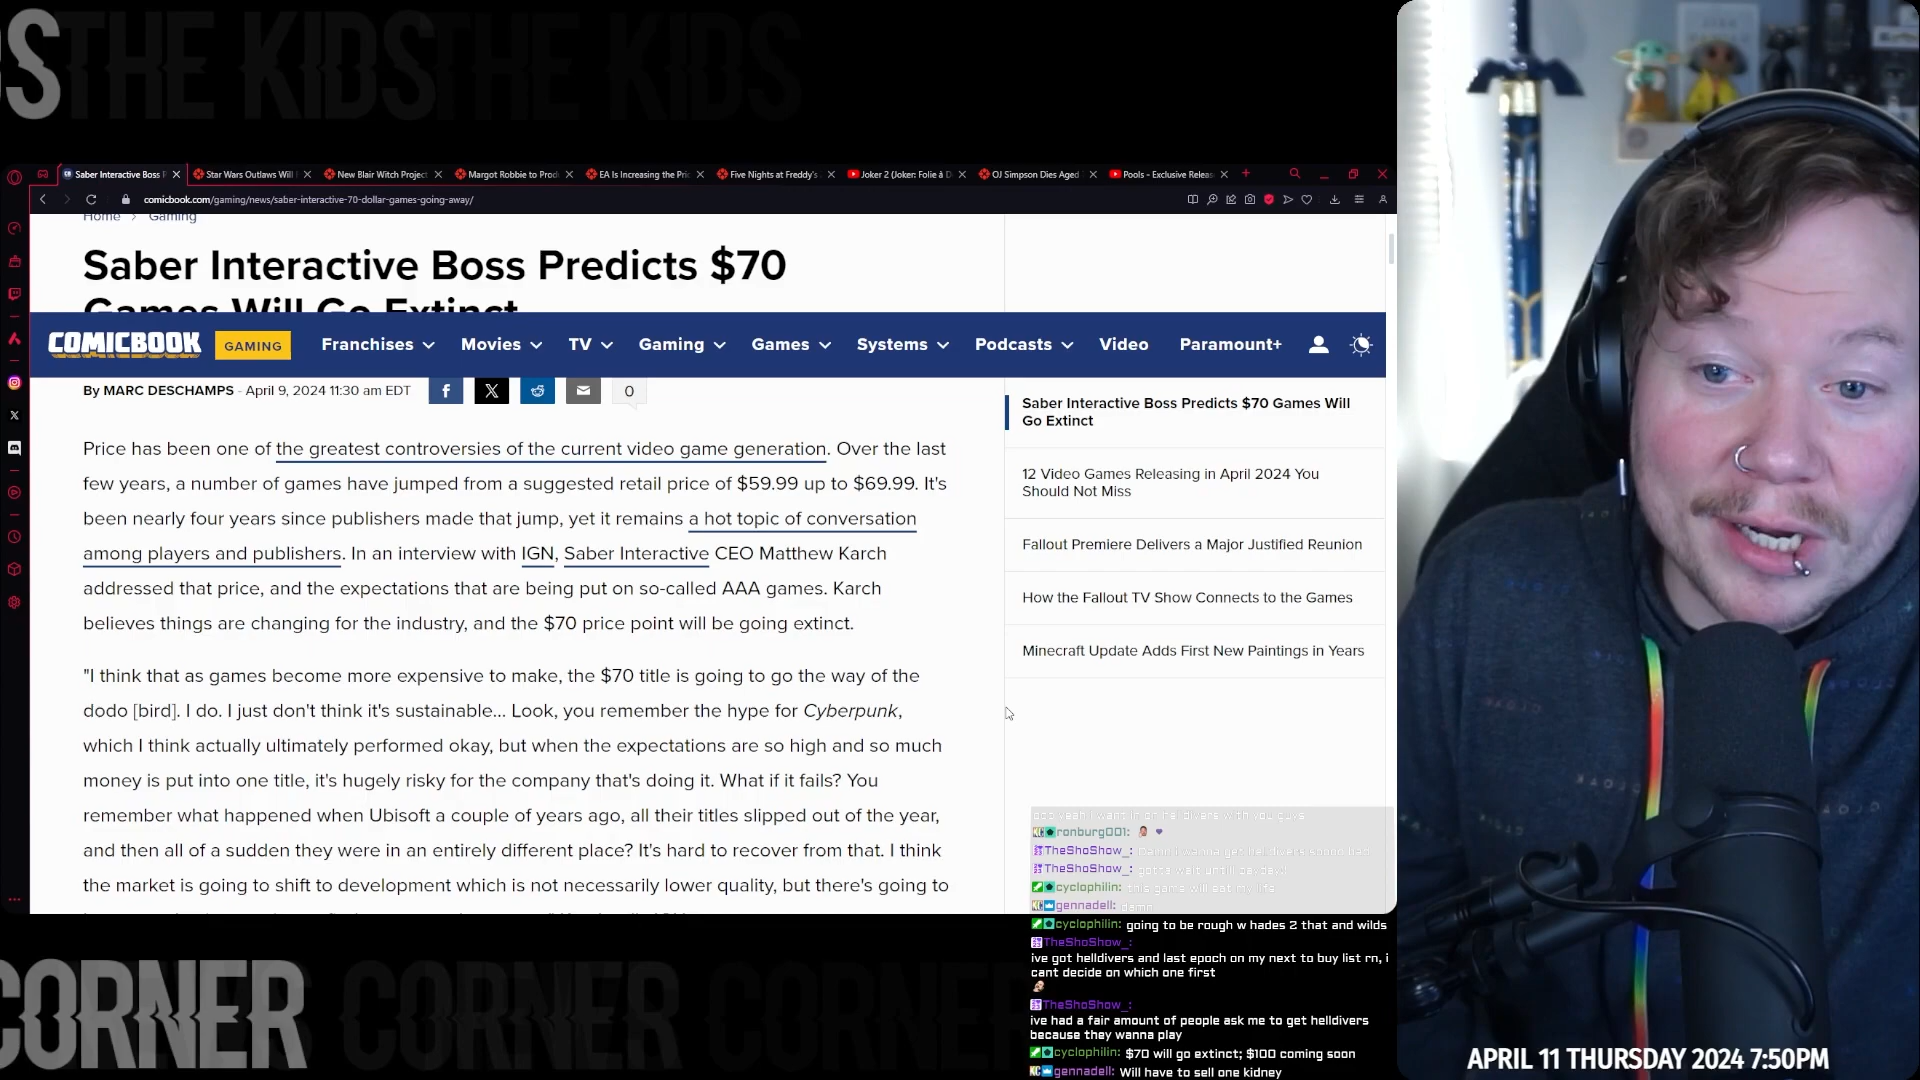 THE KIDS THE KIDS
Saber Interactive Boss P
Star Wars Outlaws Will
New Blair Witch Project
Margot Robbie to Prod
EA Is Increasing the Pric
Five Nights at Freddy's
Joker 2 (Joker: Folie à D
OJ Simpson Dies Aged
Pools - Exclusive Releas
comicbook.com/gaming/news/saber-interactive-70-dollar-games-going-away/
Home > Gaming
Saber Interactive Boss Predicts $70
Games Will Go Extinct
COMICBOOK GAMING Franchises Movies TV Gaming Games Systems Podcasts Video Paramount+
By MARC DESCHAMPS - April 9, 2024 11:30 am EDT
0
Price has been one of the greatest controversies of the current video game generation. Over the last
few years, a number of games have jumped from a suggested retail price of $59.99 up to $69.99. It's
been nearly four years since publishers made that jump, yet it remains a hot topic of conversation
among players and publishers. In an interview with IGN, Saber Interactive CEO Matthew Karch
addressed that price, and the expectations that are being put on so-called AAA games. Karch
believes things are changing for the industry, and the $70 price point will be going extinct.
"I think that as games become more expensive to make, the $70 title is going to go the way of the
dodo [bird]. I do. I just don't think it's sustainable... Look, you remember the hype for Cyberpunk,
which I think actually ultimately performed okay, but when the expectations are so high and so much
money is put into one title, it's hugely risky for the company that's doing it. What if it fails? You
remember what happened when Ubisoft a couple of years ago, all their titles slipped out of the year,
and then all of a sudden they were in an entirely different place? It's hard to recover from that. I think
the market is going to shift to development which is not necessarily lower quality, but there's going to
Saber Interactive Boss Predicts $70 Games Will
Go Extinct
12 Video Games Releasing in April 2024 You
Should Not Miss
Fallout Premiere Delivers a Major Justified Reunion
How the Fallout TV Show Connects to the Games
Minecraft Update Adds First New Paintings in Years
ronburg001:
TheShoShow_:
TheShoShow_:
cyclophilin: this game will eat my life
gennadell: damn
cyclophilin: going to be rough w hades 2 that and wilds
TheShoShow_:
ive got helldivers and last epoch on my next to buy list rn, i
cant decide on which one first
TheShoShow_:
ive had a fair amount of people ask me to get helldivers
because they wanna play
cyclophilin: $70 will go extinct; $100 coming soon
gennadell: Will have to sell one kidney
CORNER CORNER CORNER
APRIL 11 THURSDAY 2024 7:50PM